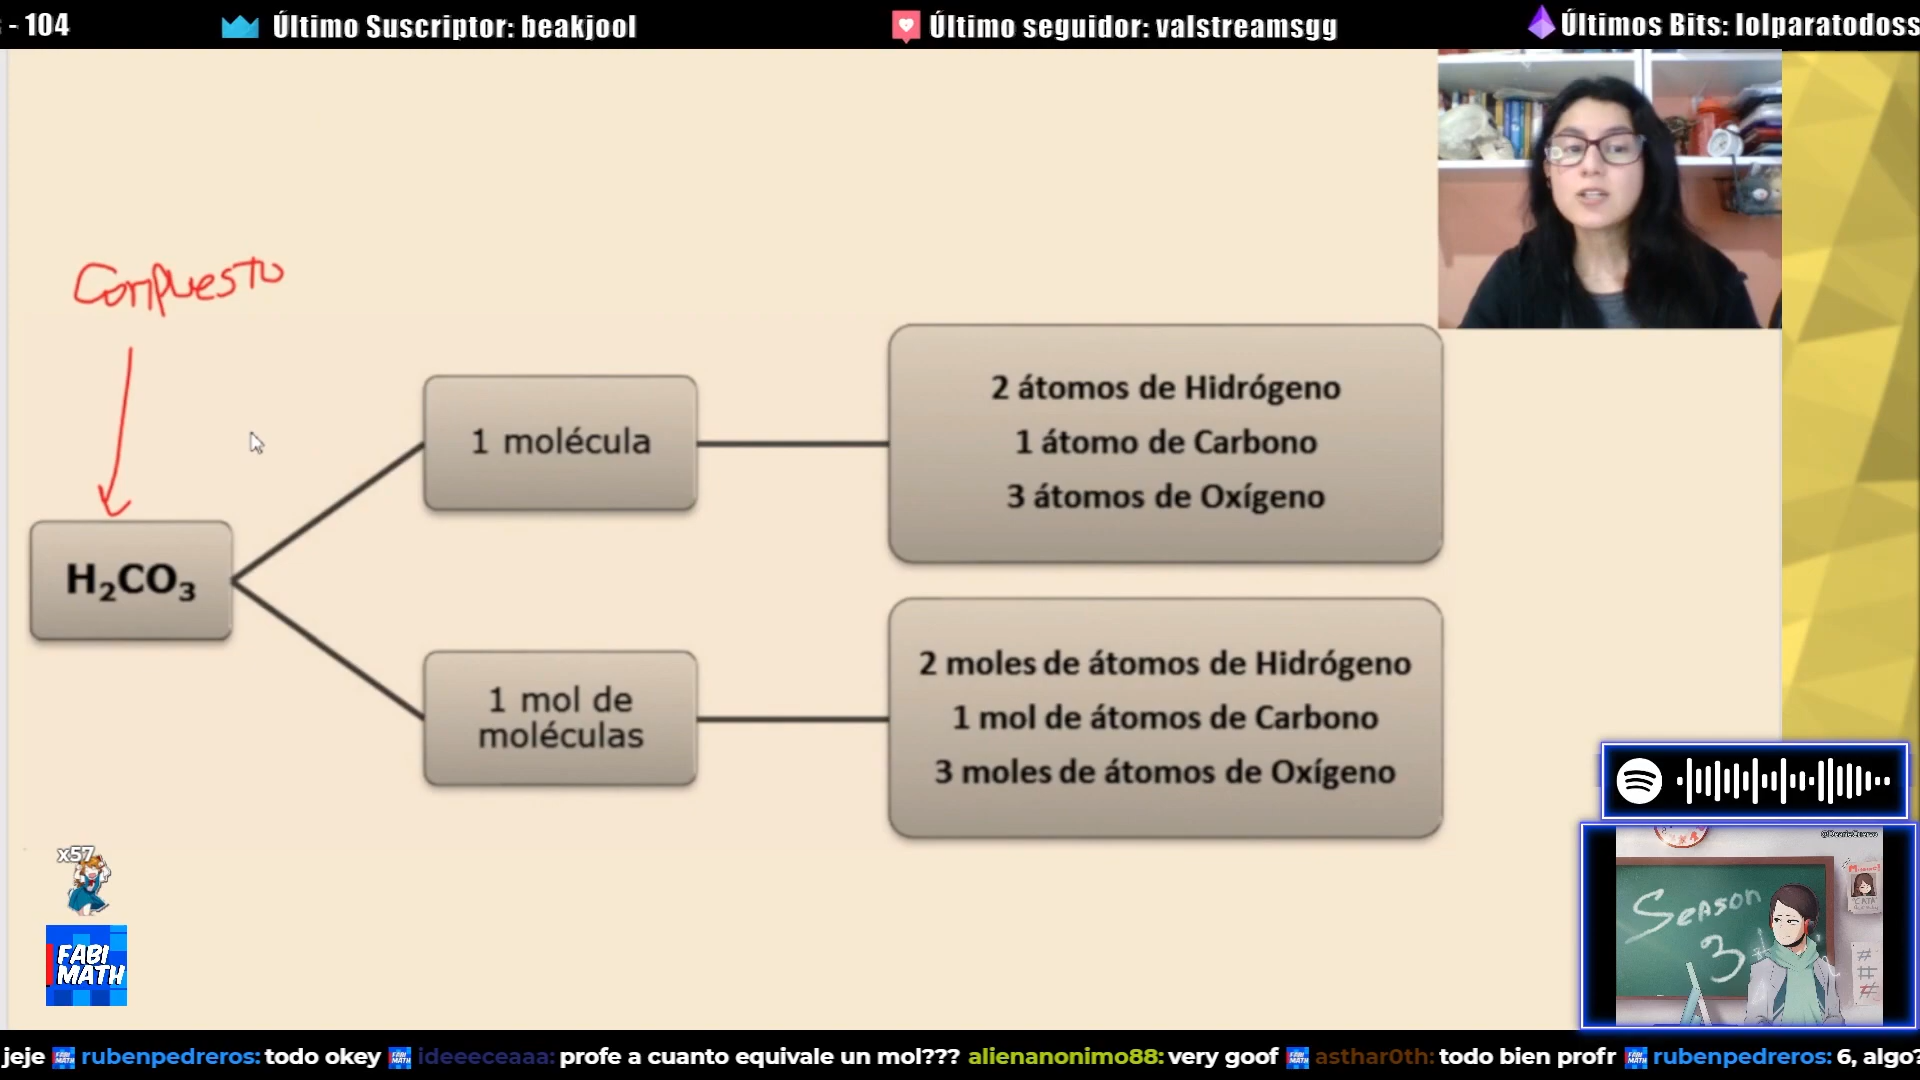 - 104
Último Suscriptor: beakjool
Último seguidor: valstreamsgg
Últimos Bits: lolparatodoss
Compuesto
H₂CO₃
1 molécula
2 átomos de Hidrógeno
1 átomo de Carbono
3 átomos de Oxígeno
1 mol de
moléculas
2 moles de átomos de Hidrógeno
1 mol de átomos de Carbono
3 moles de átomos de Oxígeno
x57
FABI
MATH
Season
3
jeje rubenpedreros: todo okey ideeeceaaa: profe a cuanto equivale un mol??? alienanonimo88: very goof asthar0th: todo bien profr rubenpedreros: 6, algo?